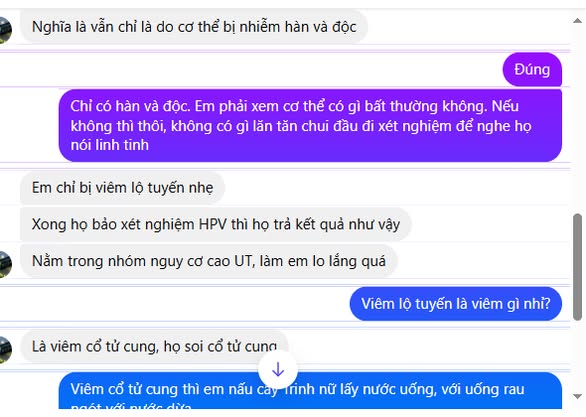 Nghĩa là vẫn chỉ là do cơ thể bị nhiễm hàn và độc
Đúng
Chỉ có hàn và độc. Em phải xem cơ thể có gì bất thường không. Nếu
không thì thôi, không có gì lăn tăn chui đầu đi xét nghiệm để nghe họ
nói linh tinh
Em chỉ bị viêm lộ tuyến nhẹ
Xong họ bảo xét nghiệm HPV thì họ trả kết quả như vậy
Nằm trong nhóm nguy cơ cao UT, làm em lo lắng quá
Viêm lộ tuyến là viêm gì nhỉ?
Là viêm cổ tử cung, họ soi cổ tử cung
Viêm cổ tử cung thì em nấu cây trinh nữ lấy nước uống, với uống rau
ngót với nước dừa